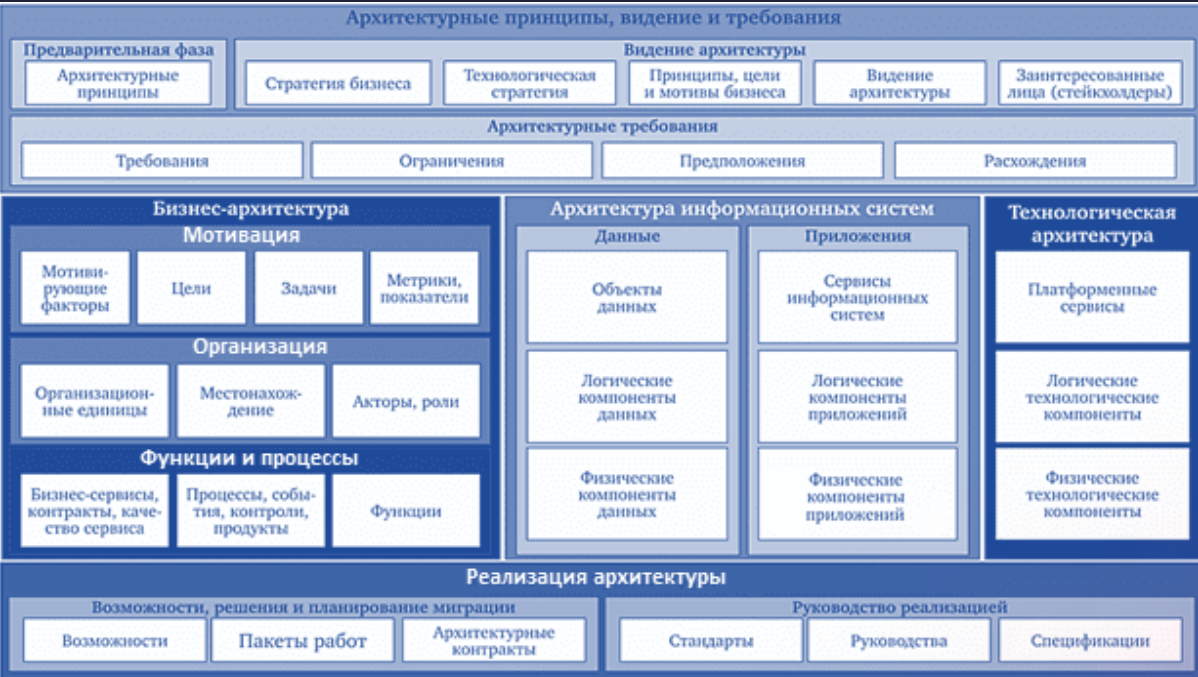 Архитектурные принципы, видение и требования
Предварительная фаза
Архитектурные
принципы
Видение архитектуры
Стратегия бизнеса
Технологическая
стратегия
Принципы, цели
и мотивы бизнеса
Видение
архитектуры
Заинтересованные
лица (стейкхолдеры)
Архитектурные требования
Требования
Ограничения
Предположения
Расхождения
Бизнес-архитектура
Мотивация
Мотиви-
рующие
факторы
Цели
Задачи
Метрики,
показатели
Организация
Организацион-
ные единицы
Местонахож-
дение
Акторы, роли
Функции и процессы
Бизнес-сервисы,
контракты, каче-
ство сервиса
Процессы, собы-
тия, контроли,
продукты
Функции
Архитектура информационных систем
Данные
Объекты
данных
Логические
компоненты
данных
Физические
компоненты
данных
Приложения
Сервисы
информационных
систем
Логические
компоненты
приложений
Физические
компоненты
приложений
Технологическая
архитектура
Платформенные
сервисы
Логические
технологические
компоненты
Физические
технологические
компоненты
Реализация архитектуры
Возможности, решения и планирование миграции
Возможности
Пакеты работ
Архитектурные
контракты
Руководство реализацией
Стандарты
Руководства
Спецификации